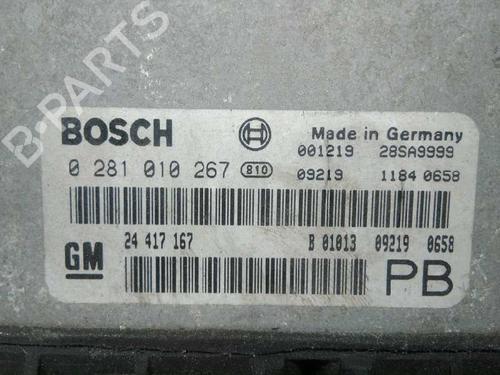 B-PARTS
BOSCH
Made in Germany
001219 28SA9999
0 281 010 267 810
09219 1184 0658
GM
24 417 167
B 01013 09219 0658
PB